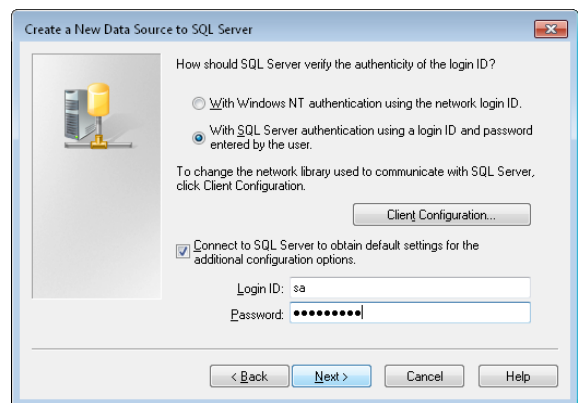 Create a New Data Source to SQL Server
How should SQL Server verify the authenticity of the login ID?
With Windows NT authentication using the network login ID.
With SQL Server authentication using a login ID and password
entered by the user.
To change the network library used to communicate with SQL Server,
click Client Configuration.
Client Configuration...
Connect to SQL Server to obtain default settings for the
additional configuration options.
Login ID: sa
Password: ●●●●●●●●●
< Back Next > Cancel Help